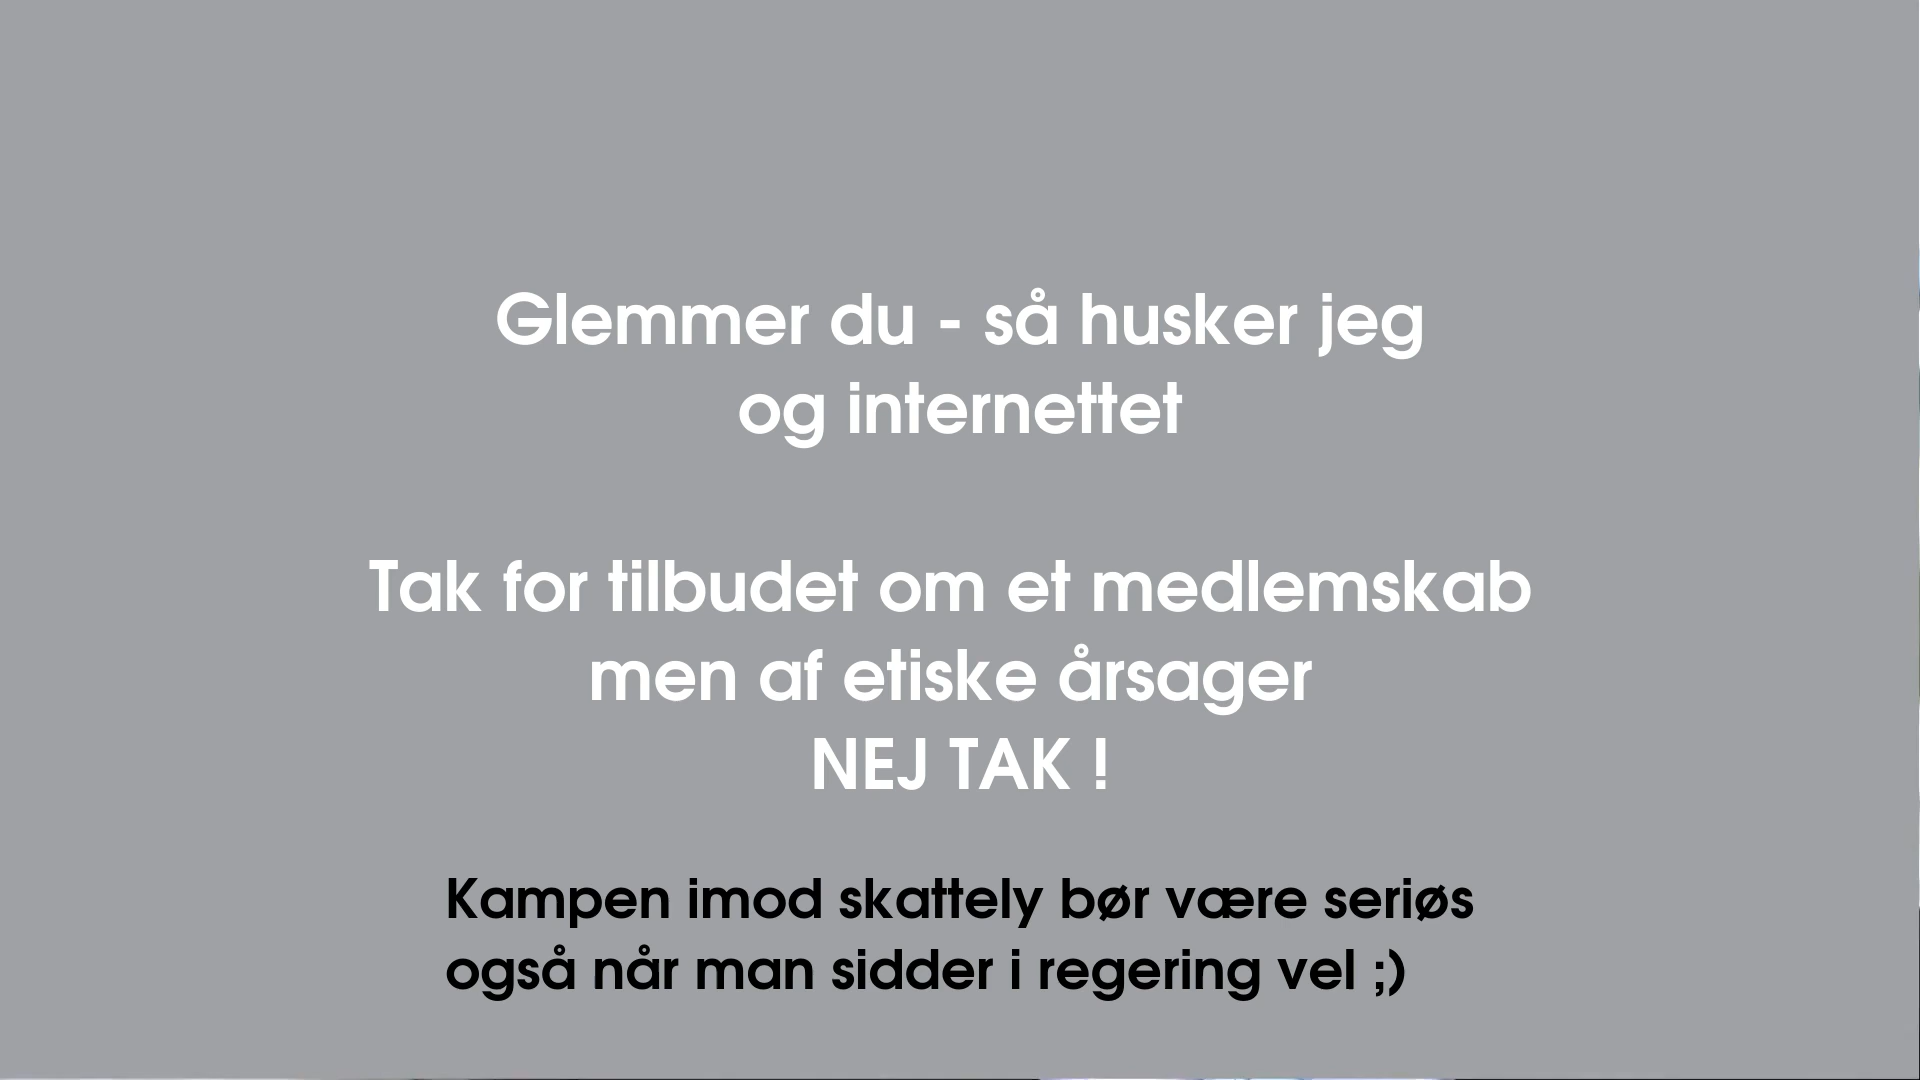 Glemmer du - så husker jeg
og internettet
Tak for tilbudet om et medlemskab
men af etiske årsager
NEJ TAK !
Kampen imod skattely bør være seriøs
også når man sidder i regering vel ;)